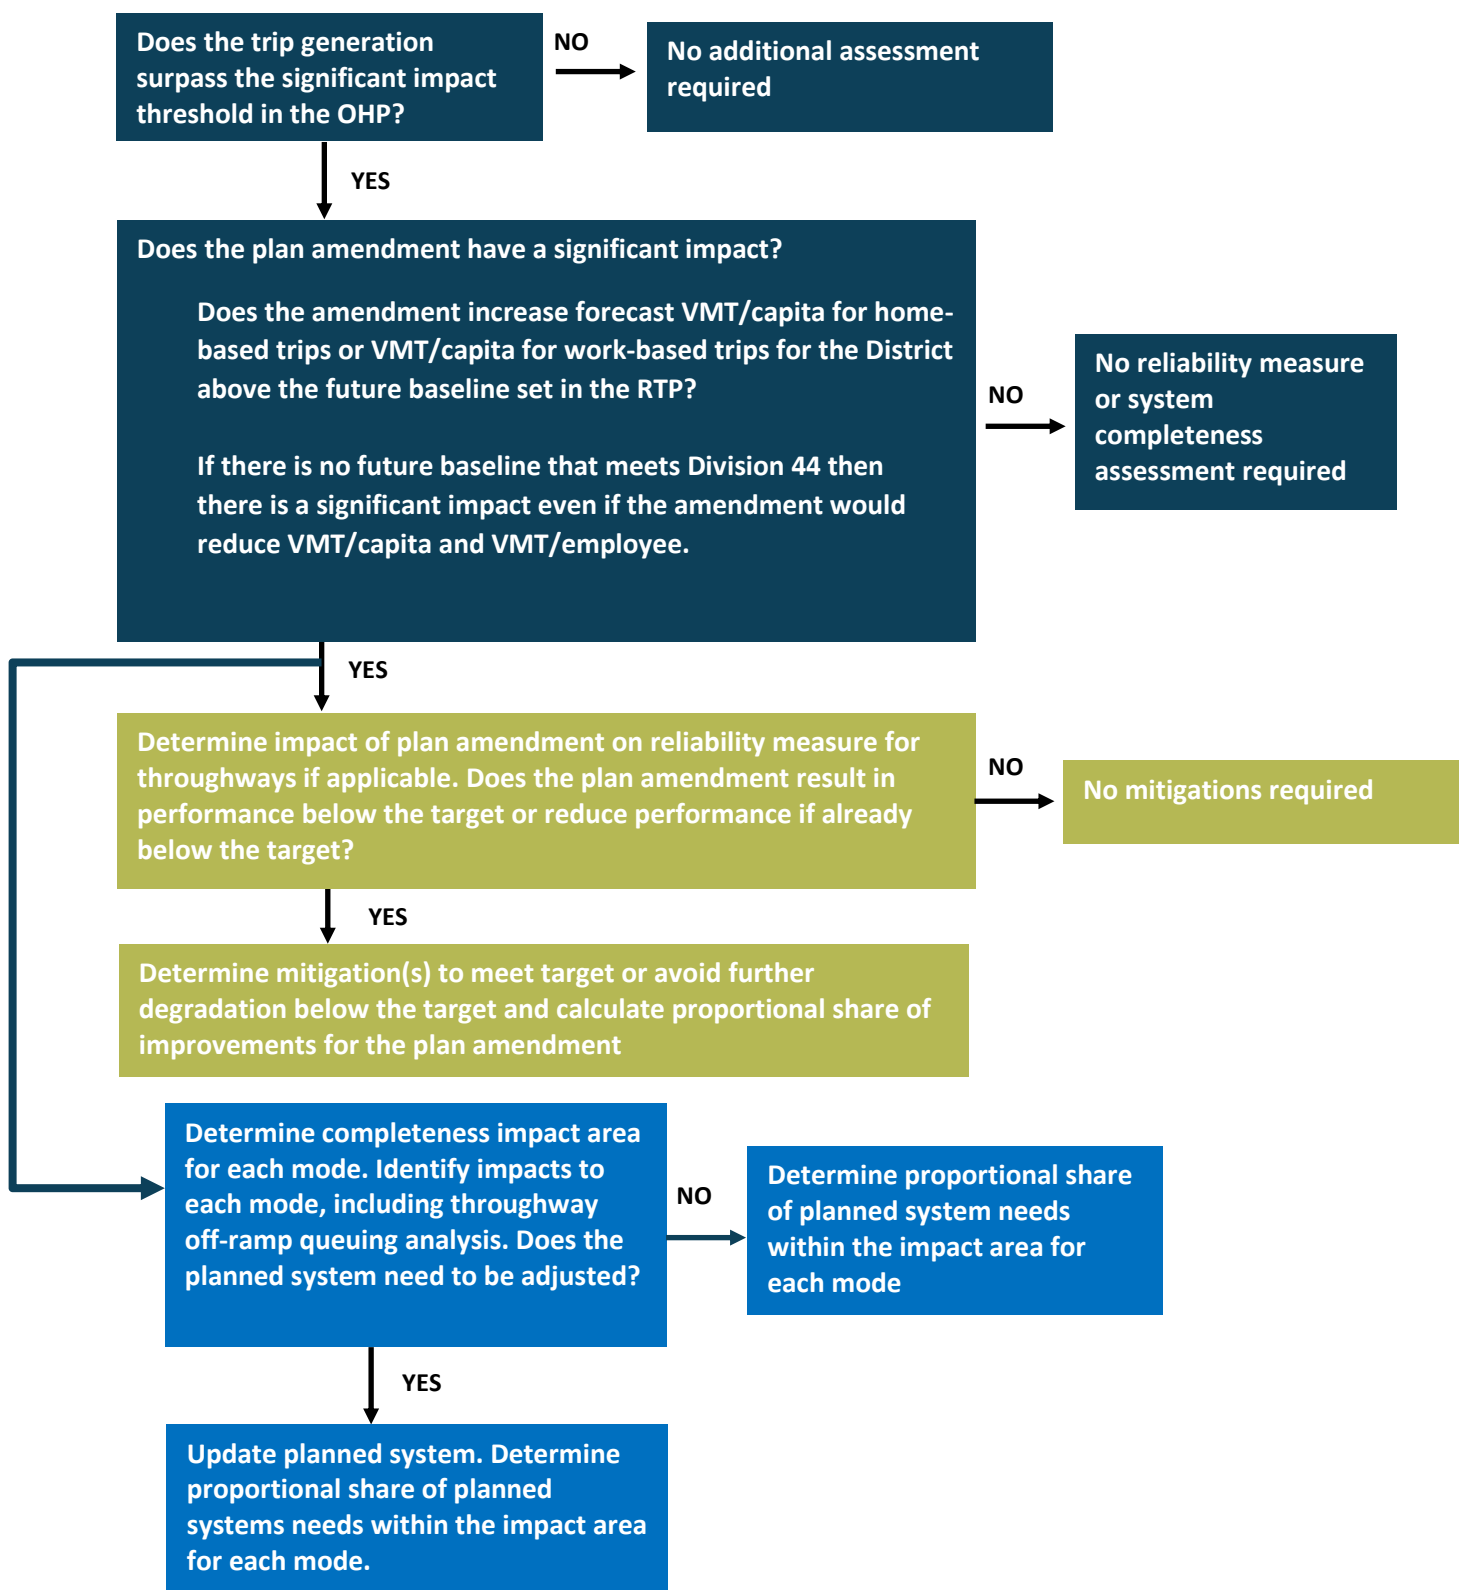 Does the trip generation
surpass the significant impact
threshold in the OHP?
NO
No additional assessment
required
YES
Does the plan amendment have a significant impact?
Does the amendment increase forecast VMT/capita for home-
based trips or VMT/capita for work-based trips for the District
above the future baseline set in the RTP?
If there is no future baseline that meets Division 44 then
there is a significant impact even if the amendment would
reduce VMT/capita and VMT/employee.
NO
No reliability measure
or system
completeness
assessment required
YES
Determine impact of plan amendment on reliability measure for
throughways if applicable. Does the plan amendment result in
performance below the target or reduce performance if already
below the target?
NO
No mitigations required
YES
Determine mitigation(s) to meet target or avoid further
degradation below the target and calculate proportional share of
improvements for the plan amendment
Determine completeness impact area
for each mode. Identify impacts to
each mode, including throughway
off-ramp queuing analysis. Does the
planned system need to be adjusted?
NO
Determine proportional share
of planned system needs
within the impact area for
each mode
YES
Update planned system. Determine
proportional share of planned
systems needs within the impact area
for each mode.